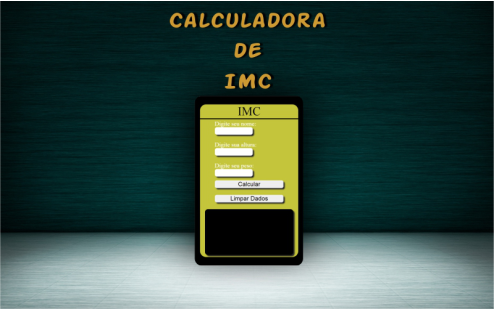 CALCULADORA
DE
IMC
IMC
Digite seu nome:
Digite sua altura:
Digite seu peso:
Calcular
Limpar Dados